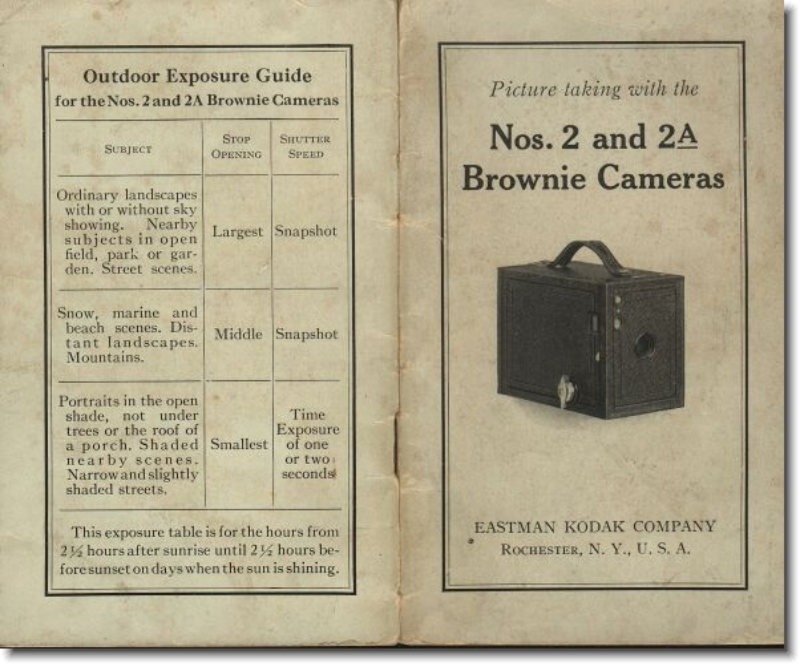 Outdoor Exposure Guide
for the Nos. 2 and 2A Brownie Cameras
SUBJECT
STOP
OPENING
SHUTTER
SPEED
Ordinary landscapes
with or without sky
showing. Nearby
subjects in open
field, park or gar-
den. Street scenes.
Largest
Snapshot
Snow, marine and
beach scenes. Dis-
tant landscapes.
Mountains.
Middle
Snapshot
Portraits in the open
shade, not under
trees or the roof of
a porch. Shaded
nearby scenes.
Narrow and slightly
shaded streets.
Smallest
Time
Exposure
of one
or two
seconds
This exposure table is for the hours from
2½ hours after sunrise until 2½ hours be-
fore sunset on days when the sun is shining.
Picture taking with the
Nos. 2 and 2A
Brownie Cameras
EASTMAN KODAK COMPANY
ROCHESTER, N. Y., U. S. A.